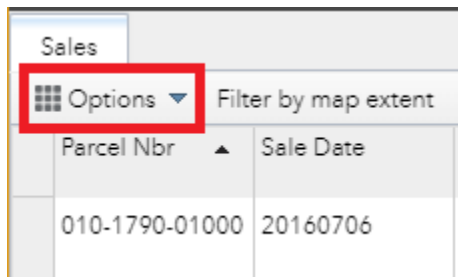 Sales
Options Filter by map extent
Parcel Nbr Sale Date
010-1790-01000 20160706